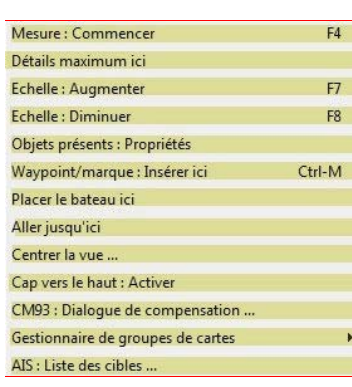 Mesure : Commencer F4
Détails maximum ici
Echelle : Augmenter F7
Echelle : Diminuer F8
Objets présents : Propriétés
Waypoint/marque : Insérer ici Ctrl-M
Placer le bateau ici
Aller jusqu'ici
Centrer la vue ...
Cap vers le haut : Activer
CM93 : Dialogue de compensation ...
Gestionnaire de groupes de cartes
AIS : Liste des cibles ...